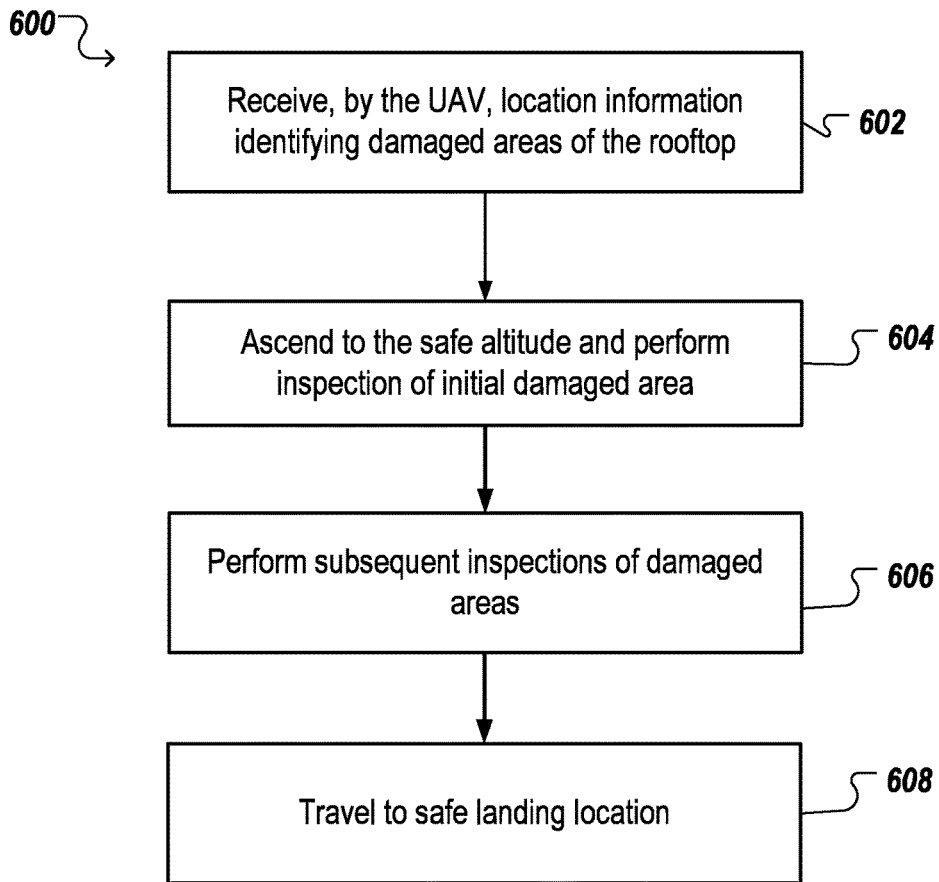 600
Receive, by the UAV, location information
identifying damaged areas of the rooftop
602
Ascend to the safe altitude and perform
inspection of initial damaged area
604
Perform subsequent inspections of damaged
areas
606
Travel to safe landing location
608